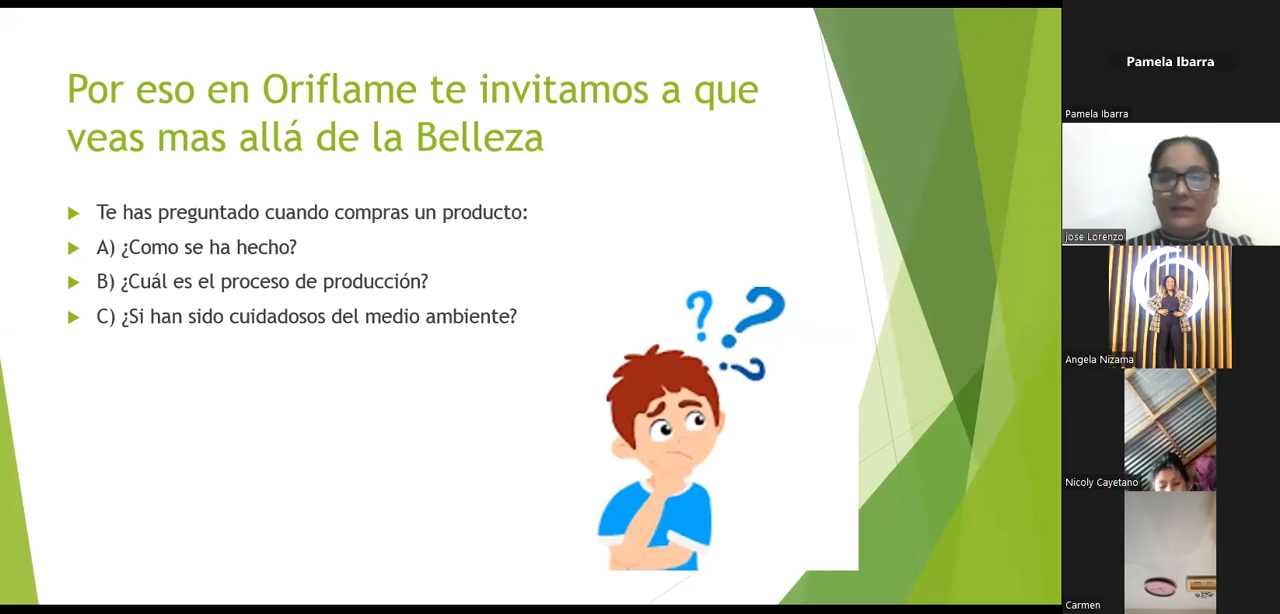 Por eso en Oriflame te invitamos a que
veas mas allá de la Belleza
Te has preguntado cuando compras un producto:
A) ¿Como se ha hecho?
B) ¿Cuál es el proceso de producción?
C) ¿Si han sido cuidadosos del medio ambiente?
? ? ?
Pamela Ibarra
Pamela Ibarra
jose Lorenzo
Angela Nizama
Nicoly Cayetano
Carmen